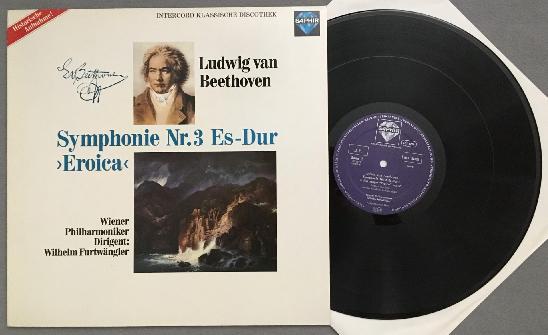 Historische
Aufnahme!
INTERCORD KLASSISCHE DISCOTHEK
SAPHIR
Ludwig van
Beethoven
Symphonie Nr.3 Es-Dur
›Eroica‹
Wiener
Philharmoniker
Dirigent:
Wilhelm Furtwängler
SAPHIR